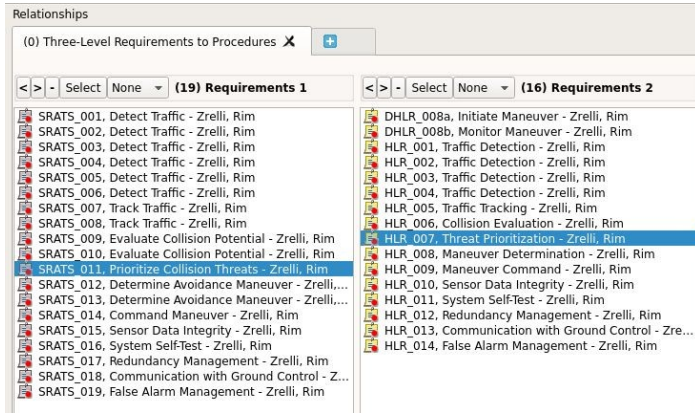 Relationships
(0) Three-Level Requirements to Procedures
< > - Select None (19) Requirements 1
SRATS_001, Detect Traffic - Zrelli, Rim
SRATS_002, Detect Traffic - Zrelli, Rim
SRATS_003, Detect Traffic - Zrelli, Rim
SRATS_004, Detect Traffic - Zrelli, Rim
SRATS_005, Detect Traffic - Zrelli, Rim
SRATS_006, Detect Traffic - Zrelli, Rim
SRATS_007, Track Traffic - Zrelli, Rim
SRATS_008, Track Traffic - Zrelli, Rim
SRATS_009, Evaluate Collision Potential - Zrelli, Rim
SRATS_010, Evaluate Collision Potential - Zrelli, Rim
SRATS_011, Prioritize Collision Threats - Zrelli, Rim
SRATS_012, Determine Avoidance Maneuver - Zrelli,...
SRATS_013, Determine Avoidance Maneuver - Zrelli,...
SRATS_014, Command Maneuver - Zrelli, Rim
SRATS_015, Sensor Data Integrity - Zrelli, Rim
SRATS_016, System Self-Test - Zrelli, Rim
SRATS_017, Redundancy Management - Zrelli, Rim
SRATS_018, Communication with Ground Control - Z...
SRATS_019, False Alarm Management - Zrelli, Rim
< > - Select None (16) Requirements 2
DHLR_008a, Initiate Maneuver - Zrelli, Rim
DHLR_008b, Monitor Maneuver - Zrelli, Rim
HLR_001, Traffic Detection - Zrelli, Rim
HLR_002, Traffic Detection - Zrelli, Rim
HLR_003, Traffic Detection - Zrelli, Rim
HLR_004, Traffic Detection - Zrelli, Rim
HLR_005, Traffic Tracking - Zrelli, Rim
HLR_006, Collision Evaluation - Zrelli, Rim
HLR_007, Threat Prioritization - Zrelli, Rim
HLR_008, Maneuver Determination - Zrelli, Rim
HLR_009, Maneuver Command - Zrelli, Rim
HLR_010, Sensor Data Integrity - Zrelli, Rim
HLR_011, System Self-Test - Zrelli, Rim
HLR_012, Redundancy Management - Zrelli, Rim
HLR_013, Communication with Ground Control - Zre...
HLR_014, False Alarm Management - Zrelli, Rim